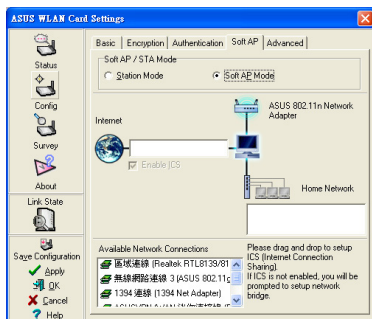 ASUS WLAN Card Settings
Status
Config
Survey
About
Link State
Save Configuration
Apply
OK
Cancel
Help
Basic
Encryption
Authentication
Soft AP
Advanced
Soft AP / STA Mode
Station Mode
Soft AP Mode
Internet
Enable ICS
ASUS 802.11n Network
Adapter
Home Network
Available Network Connections
區域連線 (Realtek RTL8139/81
無線網路連線 3 (ASUS 802.11g
1394 連線 (1394 Net Adapter)
Please drag and drop to setup
ICS (Internet Connection
Sharing).
If ICS is not enabled, you will be
prompted to setup network
bridge.